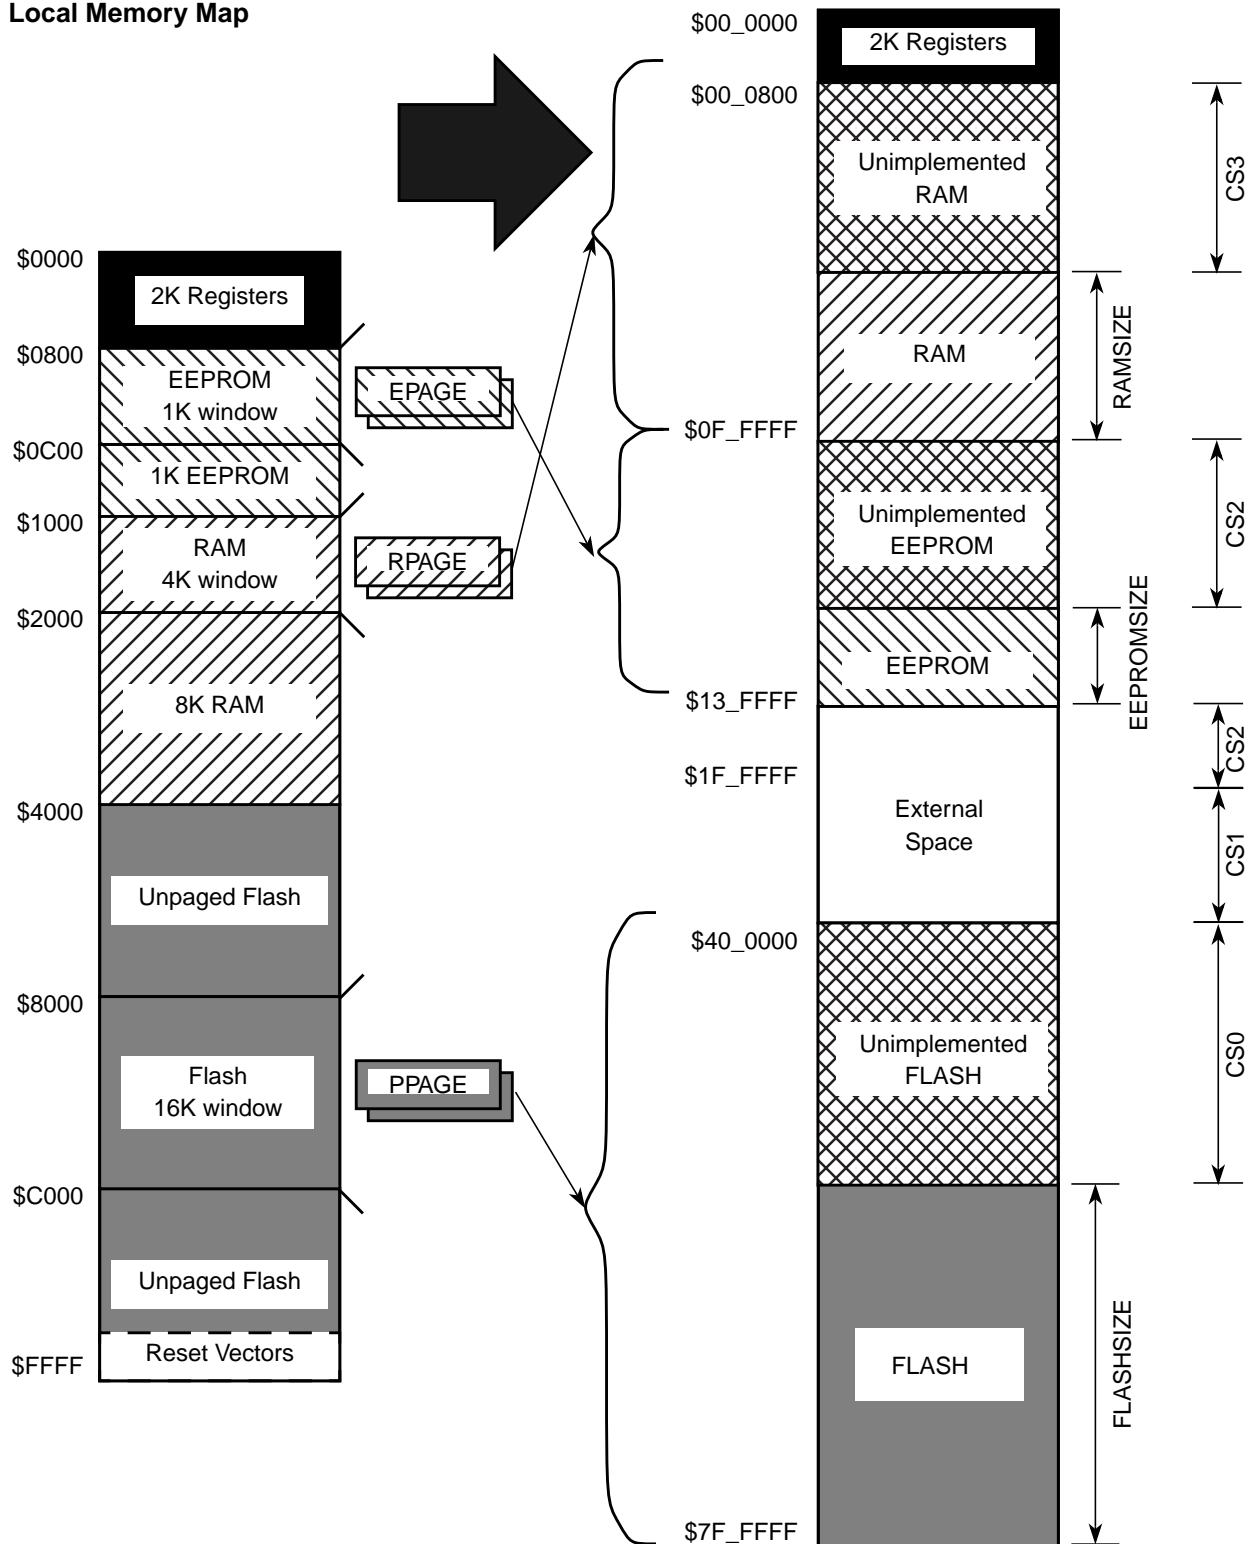 Local Memory Map
$0000
2K Registers
$0800
EEPROM
1K window
EPAGE
$0C00
1K EEPROM
$1000
RAM
4K window
RPAGE
$2000
8K RAM
$4000
Unpaged Flash
$8000
Flash
16K window
PPAGE
$C000
Unpaged Flash
Reset Vectors
$FFFF
$00_0000
2K Registers
$00_0800
Unimplemented
RAM
CS3
RAM
RAMSIZE
$0F_FFFF
Unimplemented
EEPROM
CS2
EEPROM
EEPROMSIZE
$13_FFFF
CS2
$1F_FFFF
External
Space
CS1
$40_0000
Unimplemented
FLASH
CS0
FLASH
FLASHSIZE
$7F_FFFF